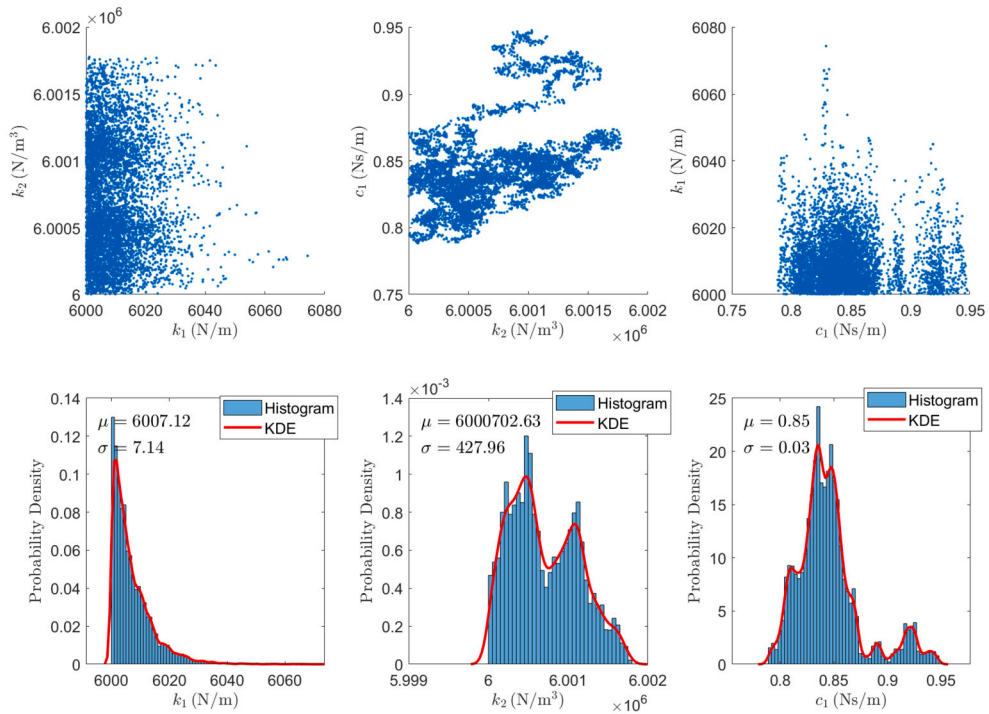 ×10⁶
6.002
6.0015
6.001
6.0005
6
k₂ (N/m³)
6000 6020 6040 6060 6080
k₁ (N/m)
0.95
0.9
0.85
0.8
0.75
c₁ (Ns/m)
6 6.0005 6.001 6.0015 6.002
k₂ (N/m³)
×10⁶
6080
6060
6040
6020
6000
k₁ (N/m)
0.75 0.8 0.85 0.9 0.95
c₁ (Ns/m)
0.14
0.12
0.1
0.08
0.06
0.04
0.02
0
Probability Density
μ = 6007.12
σ = 7.14
Histogram
KDE
6000 6020 6040 6060
k₁ (N/m)
×10⁻³
1.4
1.2
1
0.8
0.6
0.4
0.2
0
Probability Density
μ = 6000702.63
σ = 427.96
Histogram
KDE
5.999 6 6.001 6.002
k₂ (N/m³)
×10⁶
25
20
15
10
5
0
Probability Density
μ = 0.85
σ = 0.03
Histogram
KDE
0.8 0.85 0.9 0.95
c₁ (Ns/m)